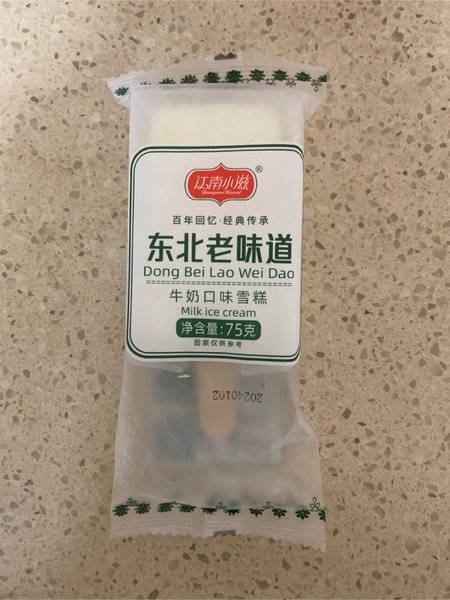 江南小滋®
百年回忆·经典传承
东北老味道
Dong Bei Lao Wei Dao
牛奶口味雪糕
Milk ice cream
净含量:75克
图案仅供参考
20240102